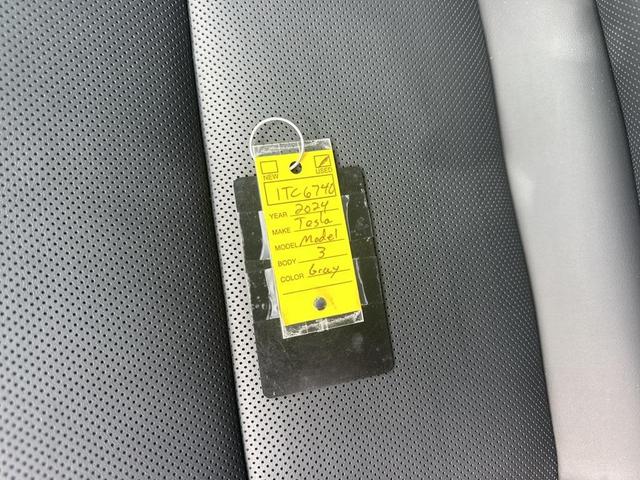 NEW USED
1TC6740
YEAR 2024
MAKE Tesla
MODEL Model
BODY 3
COLOR Gray